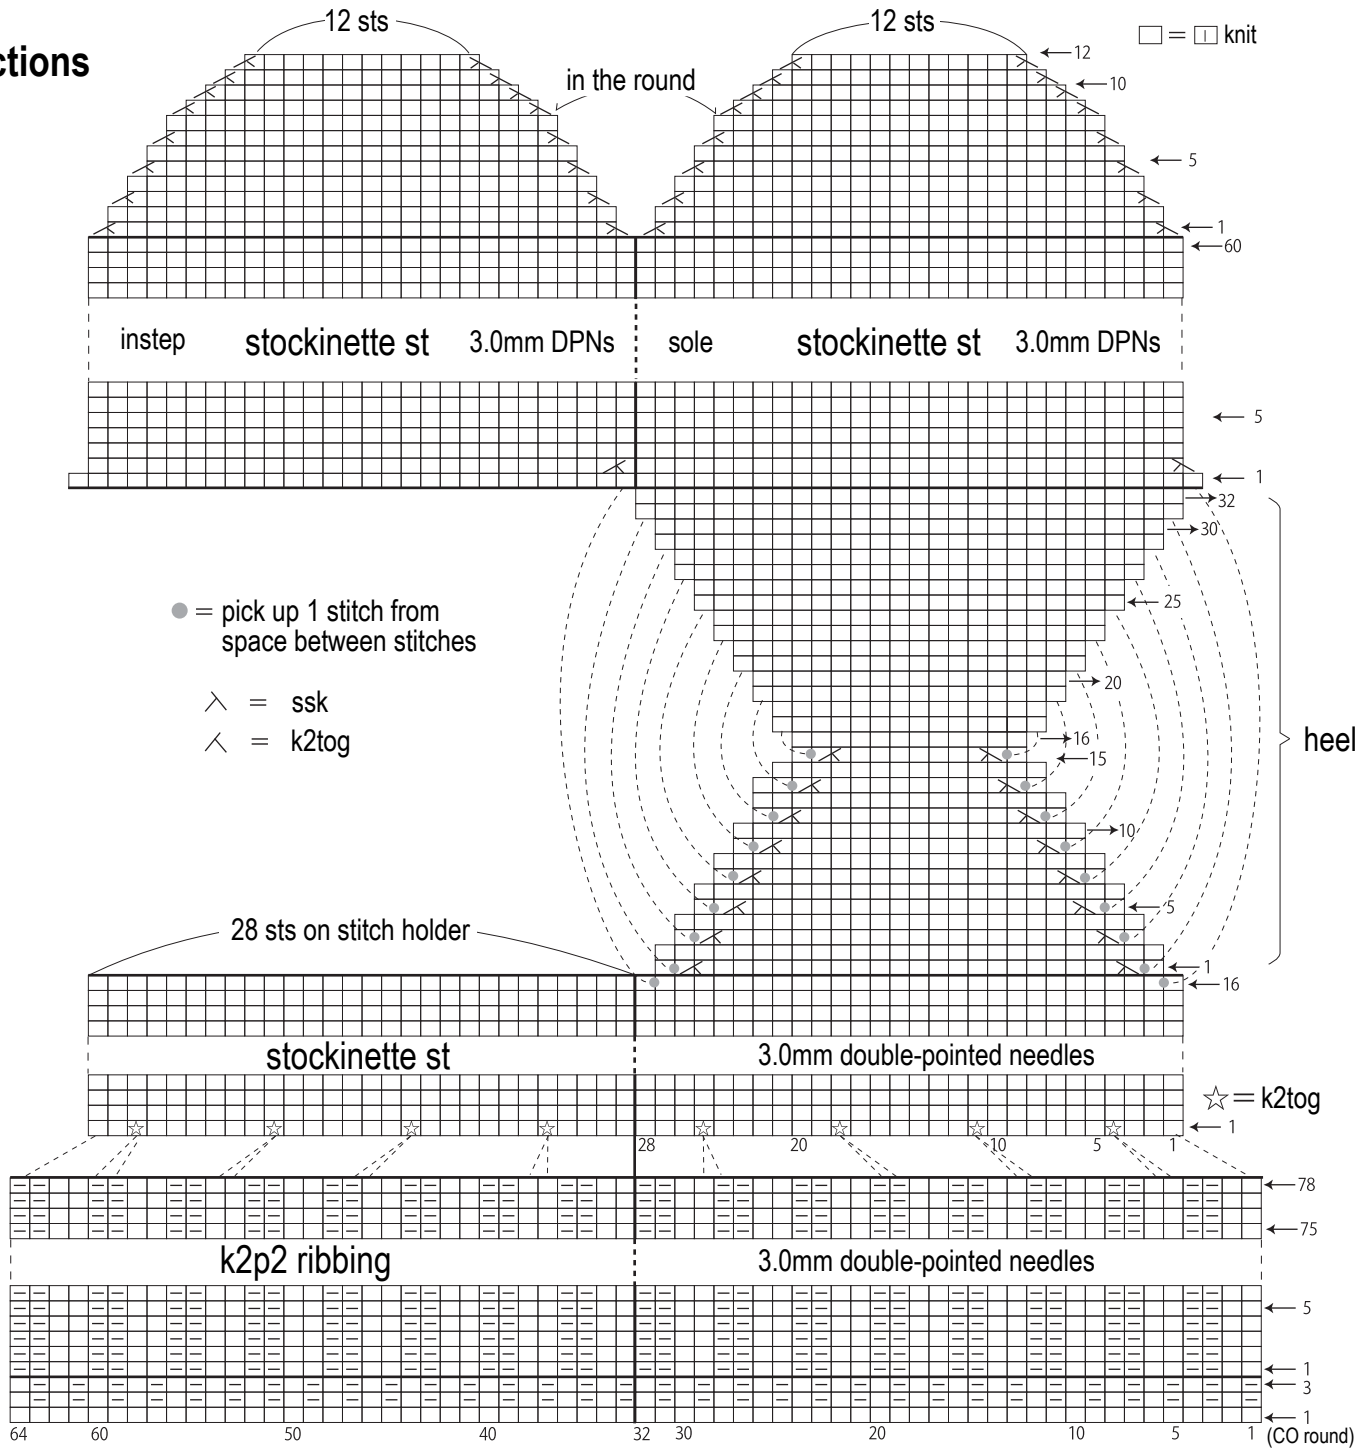 ctions
12 sts
12 sts
□ = 🄸 knit
12
in the round
10
5
1
60
instep stockinette st 3.0mm DPNs sole stockinette st 3.0mm DPNs
5
1
32
30
25
● = pick up 1 stitch from
space between stitches
20
⅄ = ssk
⅄ = k2tog
16
15
heel
10
5
28 sts on stitch holder
1
16
stockinette st 3.0mm double-pointed needles
☆ = k2tog
1
28 20 10 5 1
78
75
k2p2 ribbing 3.0mm double-pointed needles
5
1
3
1
64 60 50 40 32 30 20 10 5 1 (CO round)